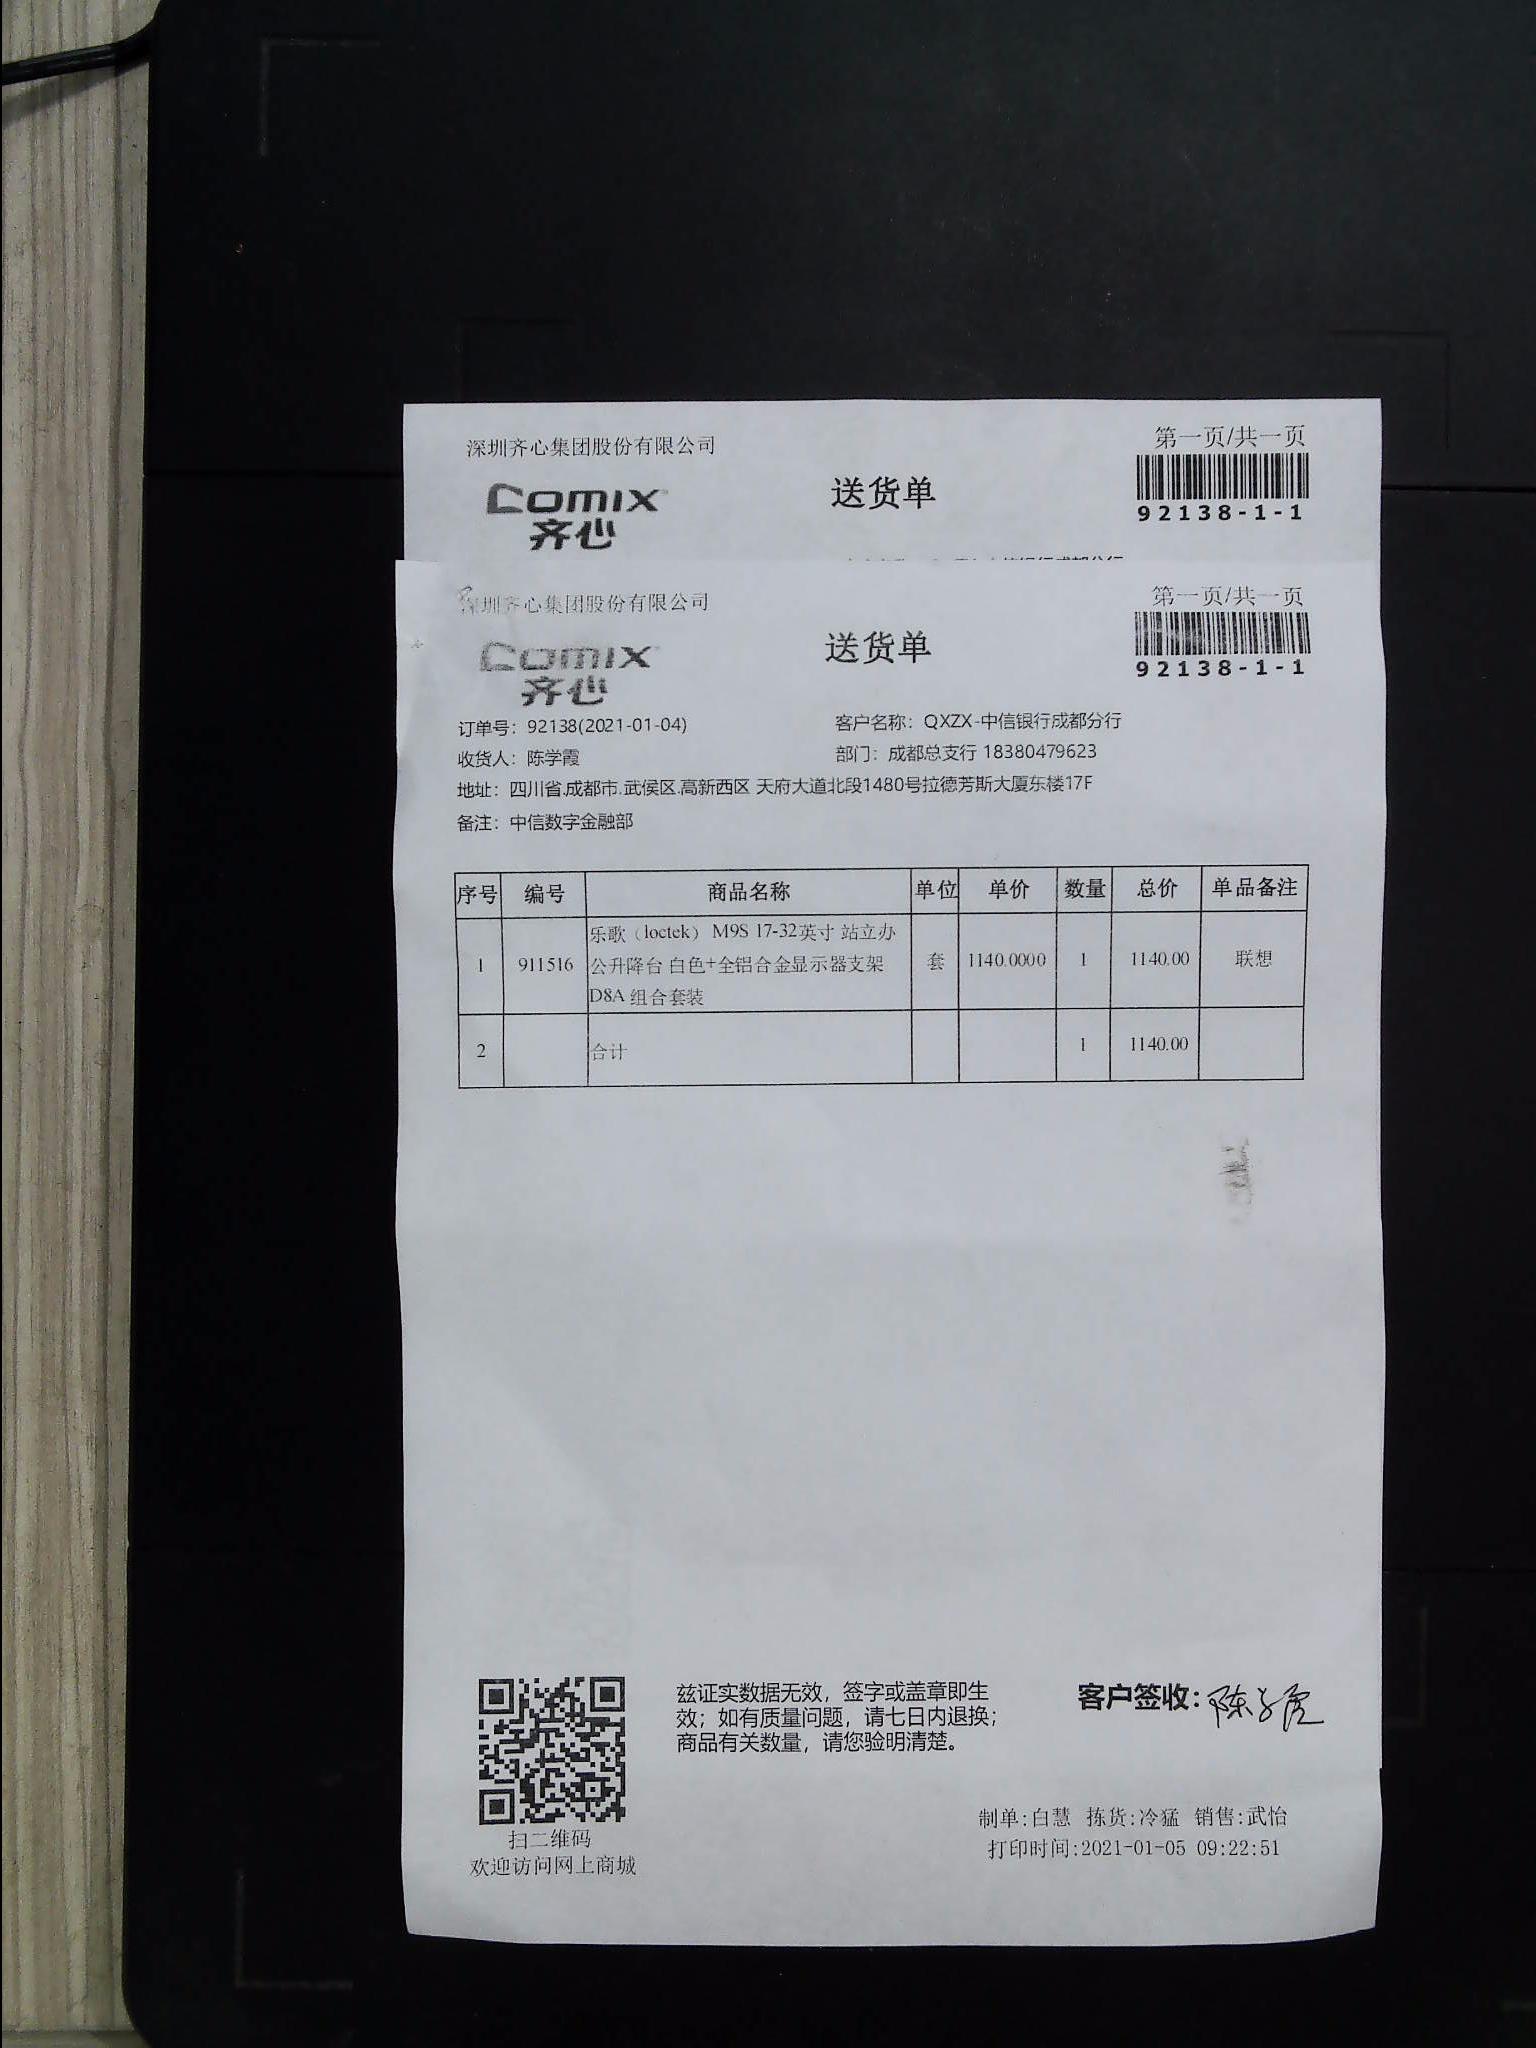 深圳齐心集团股份有限公司
第一页/共一页
comix
齐心
送货单
92138-1-1
深圳齐心集团股份有限公司
第一页/共一页
comix
齐心
送货单
92138-1-1
订单号：92138(2021-01-04)
客户名称：QXZX-中信银行成都分行
收货人：陈学霞
部门：成都总支行 18380479623
地址：四川省.成都市.武侯区.高新西区 天府大道北段1480号拉德芳斯大厦东楼17F
备注：中信数字金融部
序号 编号 商品名称 单位 单价 数量 总价 单品备注
乐歌（loctek） M9S 17-32英寸 站立办
1 911516 公升降台 白色+全铝合金显示器支架 套 1140.0000 1 1140.00 联想
D8A 组合套装
2 合计 1 1140.00
兹证实数据无效，签字或盖章即生
效；如有质量问题，请七日内退换；
商品有关数量，请您验明清楚。
客户签收：
扫二维码
欢迎访问网上商城
制单:白慧 拣货:冷猛 销售:武怡
打印时间:2021-01-05 09:22:51